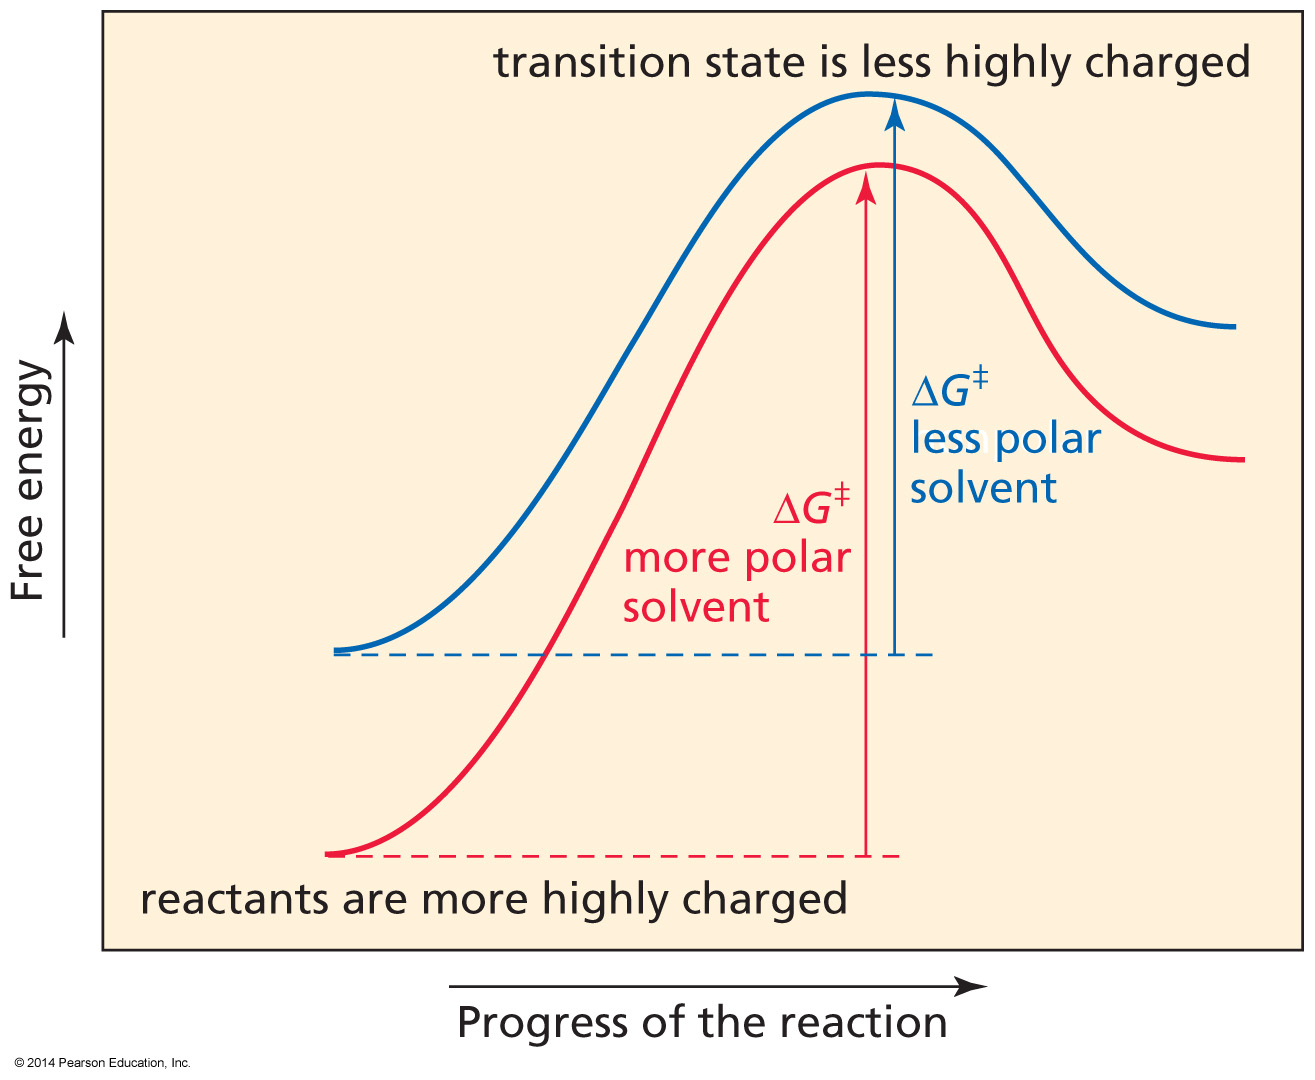 transition state is less highly charged
Free energy
ΔG‡
less polar
solvent
ΔG‡
more polar
solvent
reactants are more highly charged
Progress of the reaction
© 2014 Pearson Education, Inc.